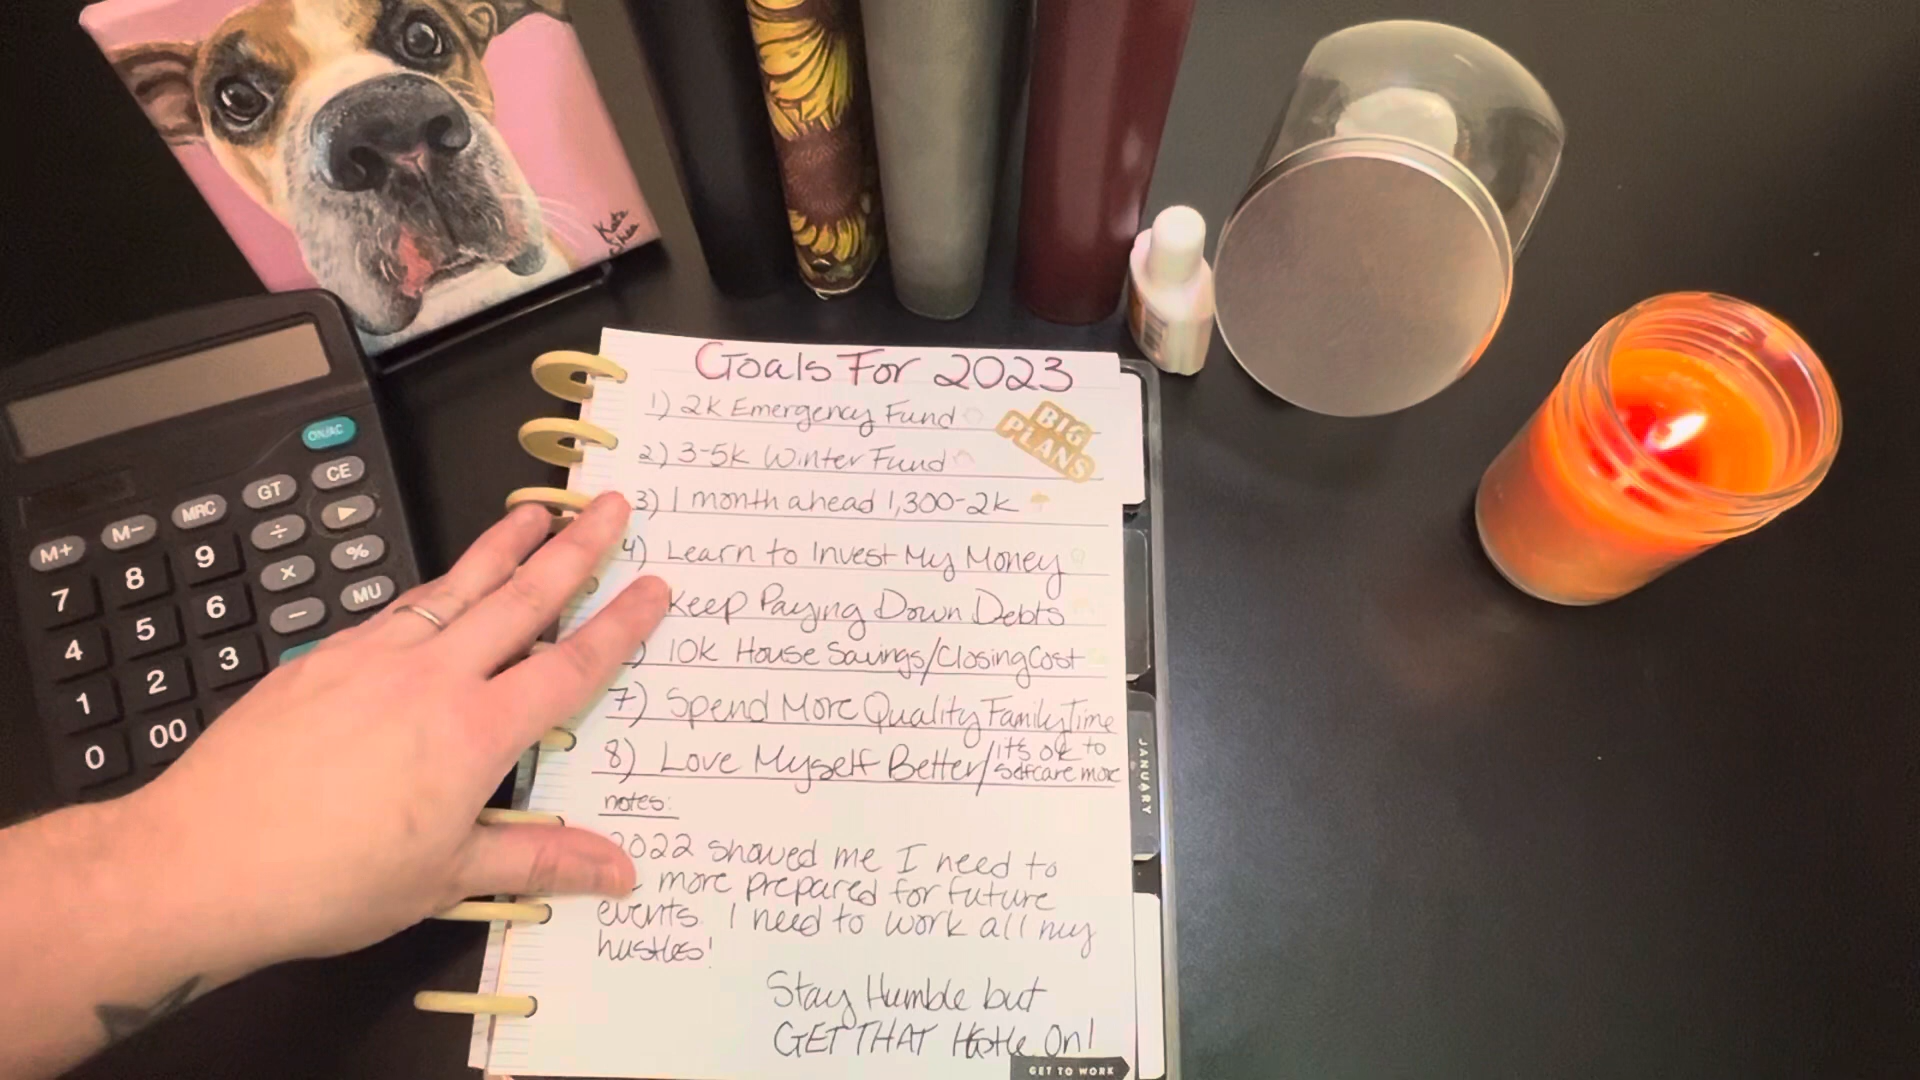 Kate
Shea
Goals For 2023
1) 2K Emergency Fund
BIG
PLANS
2) 3-5k Winter Fund
3) 1 month ahead 1,300-2k
4) Learn to Invest My Money
Keep Paying Down Debts
) 10k House Savings/Closing Cost
7) Spend More Quality Family Time
8) Love Myself Better/it's ok to
selfcare more
notes:
2022 showed me I need to
more prepared for future
events. I need to work all my
hustles!
Stay Humble but
GET THAT Hustle On!
GET TO WORK
JANUARY
ON/AC
CE
GT
MRC
M-
M+
▶
÷
9
8
7
%
×
6
5
4
MU
−
3
2
1
00
0